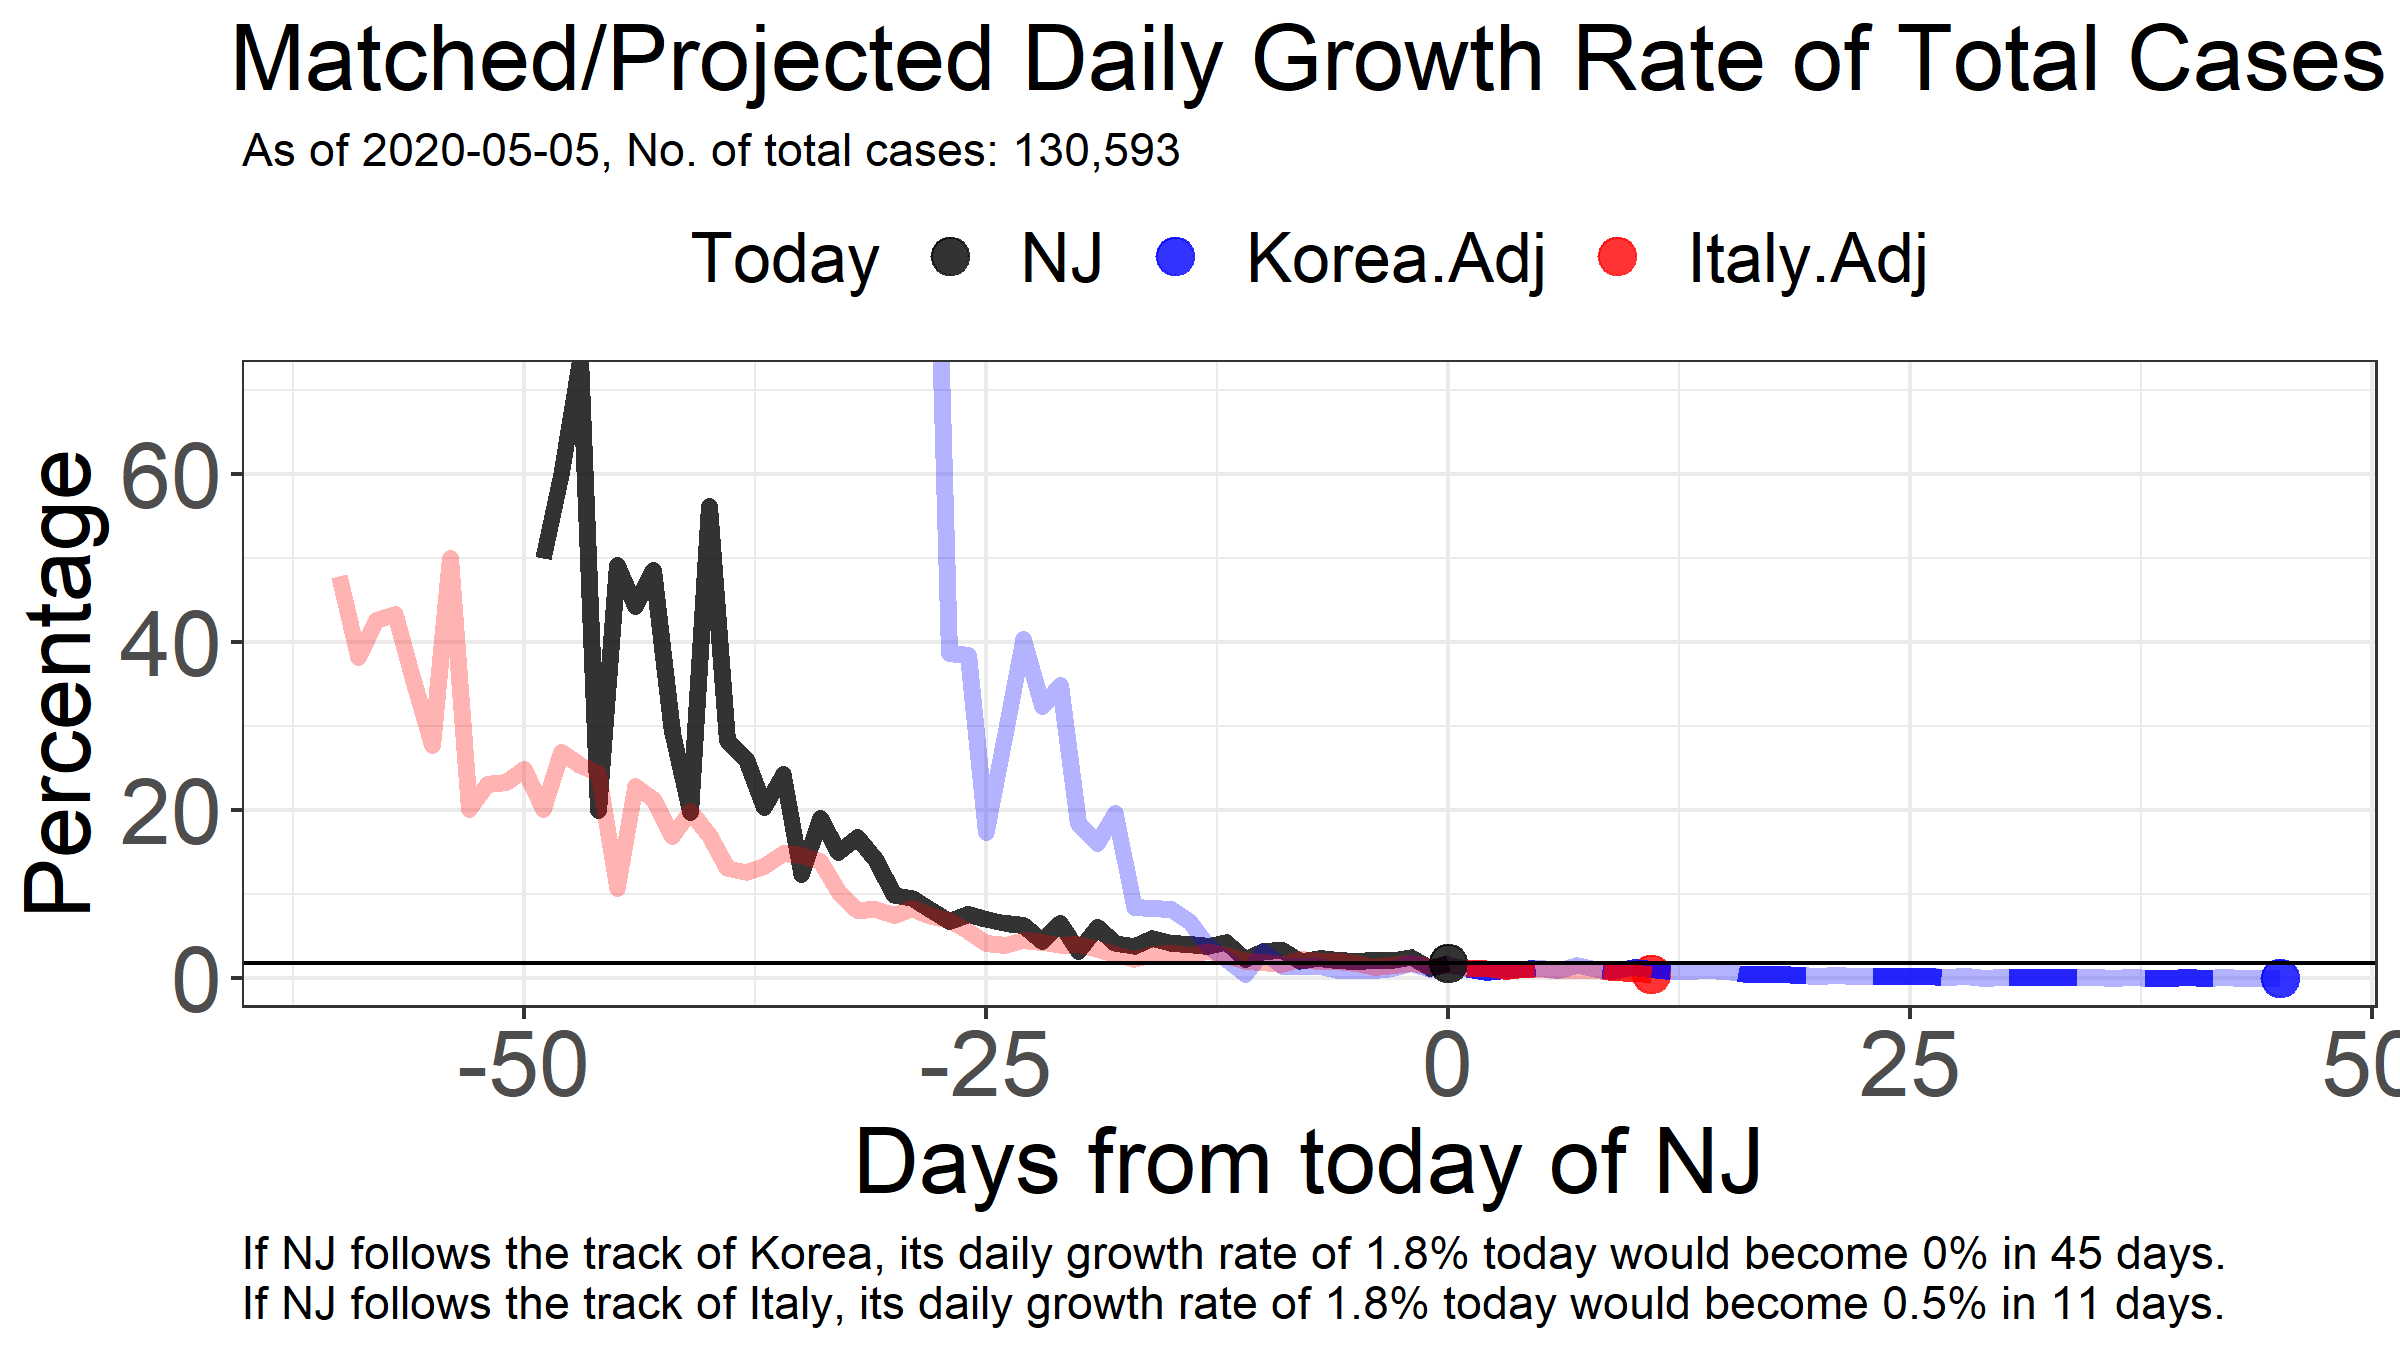 Matched/Projected Daily Growth Rate of Total Cases
As of 2020-05-05, No. of total cases: 130,593
Today NJ Korea.Adj Italy.Adj
Percentage
60
40
20
0
-50 -25 0 25 50
Days from today of NJ
If NJ follows the track of Korea, its daily growth rate of 1.8% today would become 0% in 45 days.
If NJ follows the track of Italy, its daily growth rate of 1.8% today would become 0.5% in 11 days.